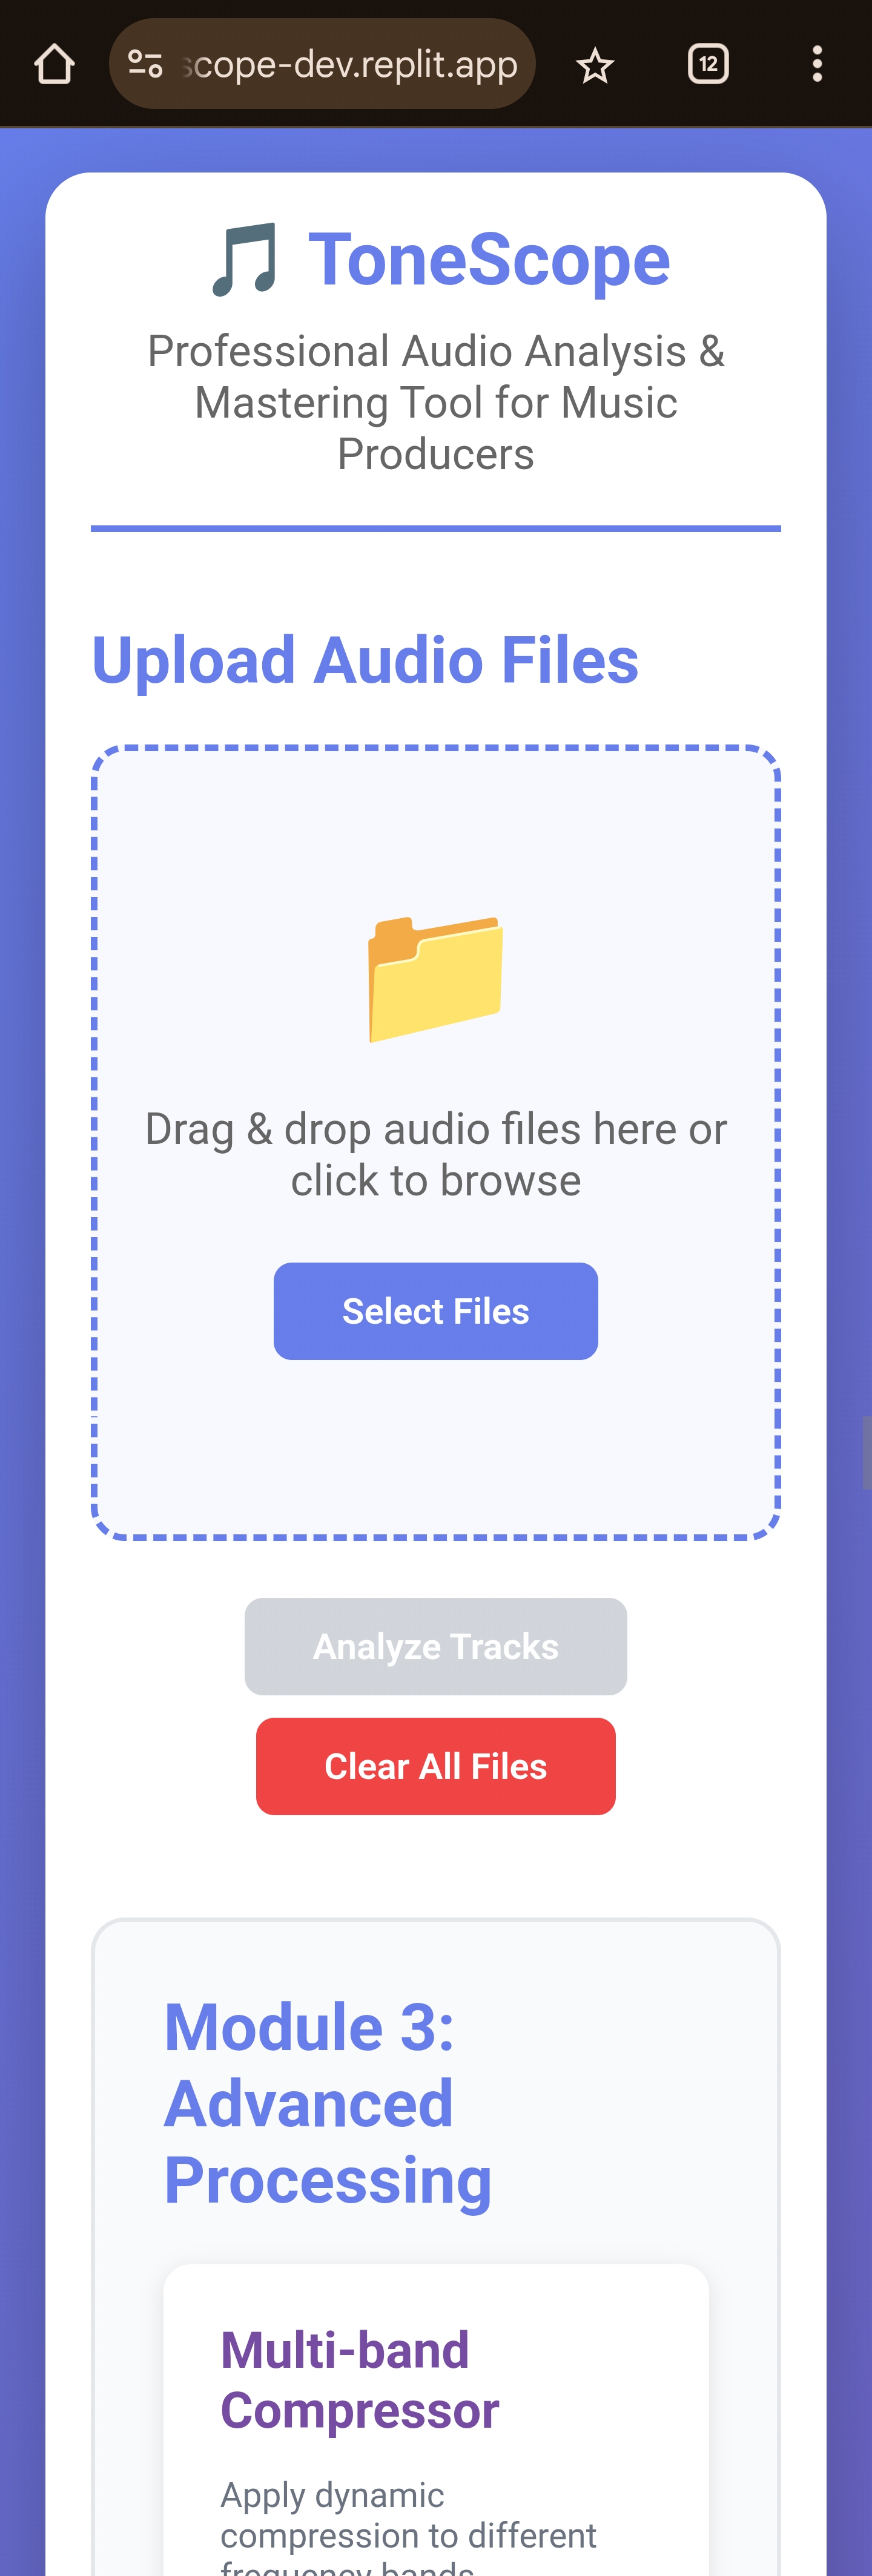 scope-dev.replit.app
12
ToneScope
Professional Audio Analysis &
Mastering Tool for Music
Producers
Upload Audio Files
Drag & drop audio files here or
click to browse
Select Files
Analyze Tracks
Clear All Files
Module 3:
Advanced
Processing
Multi-band
Compressor
Apply dynamic
compression to different
frequency bands